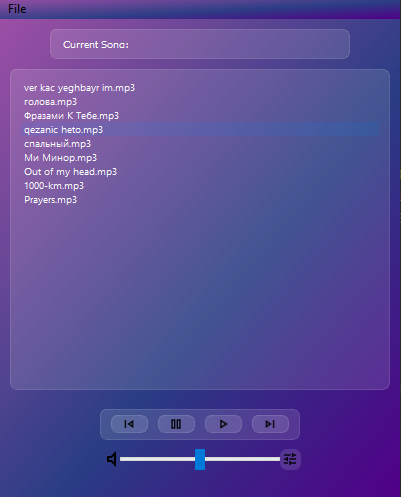 File
Current Song:
ver kac yeghbayr im.mp3
голова.mp3
Фразами К Тебе.mp3
qezanic heto.mp3
спальный.mp3
Ми Минор.mp3
Out of my head.mp3
1000-km.mp3
Prayers.mp3